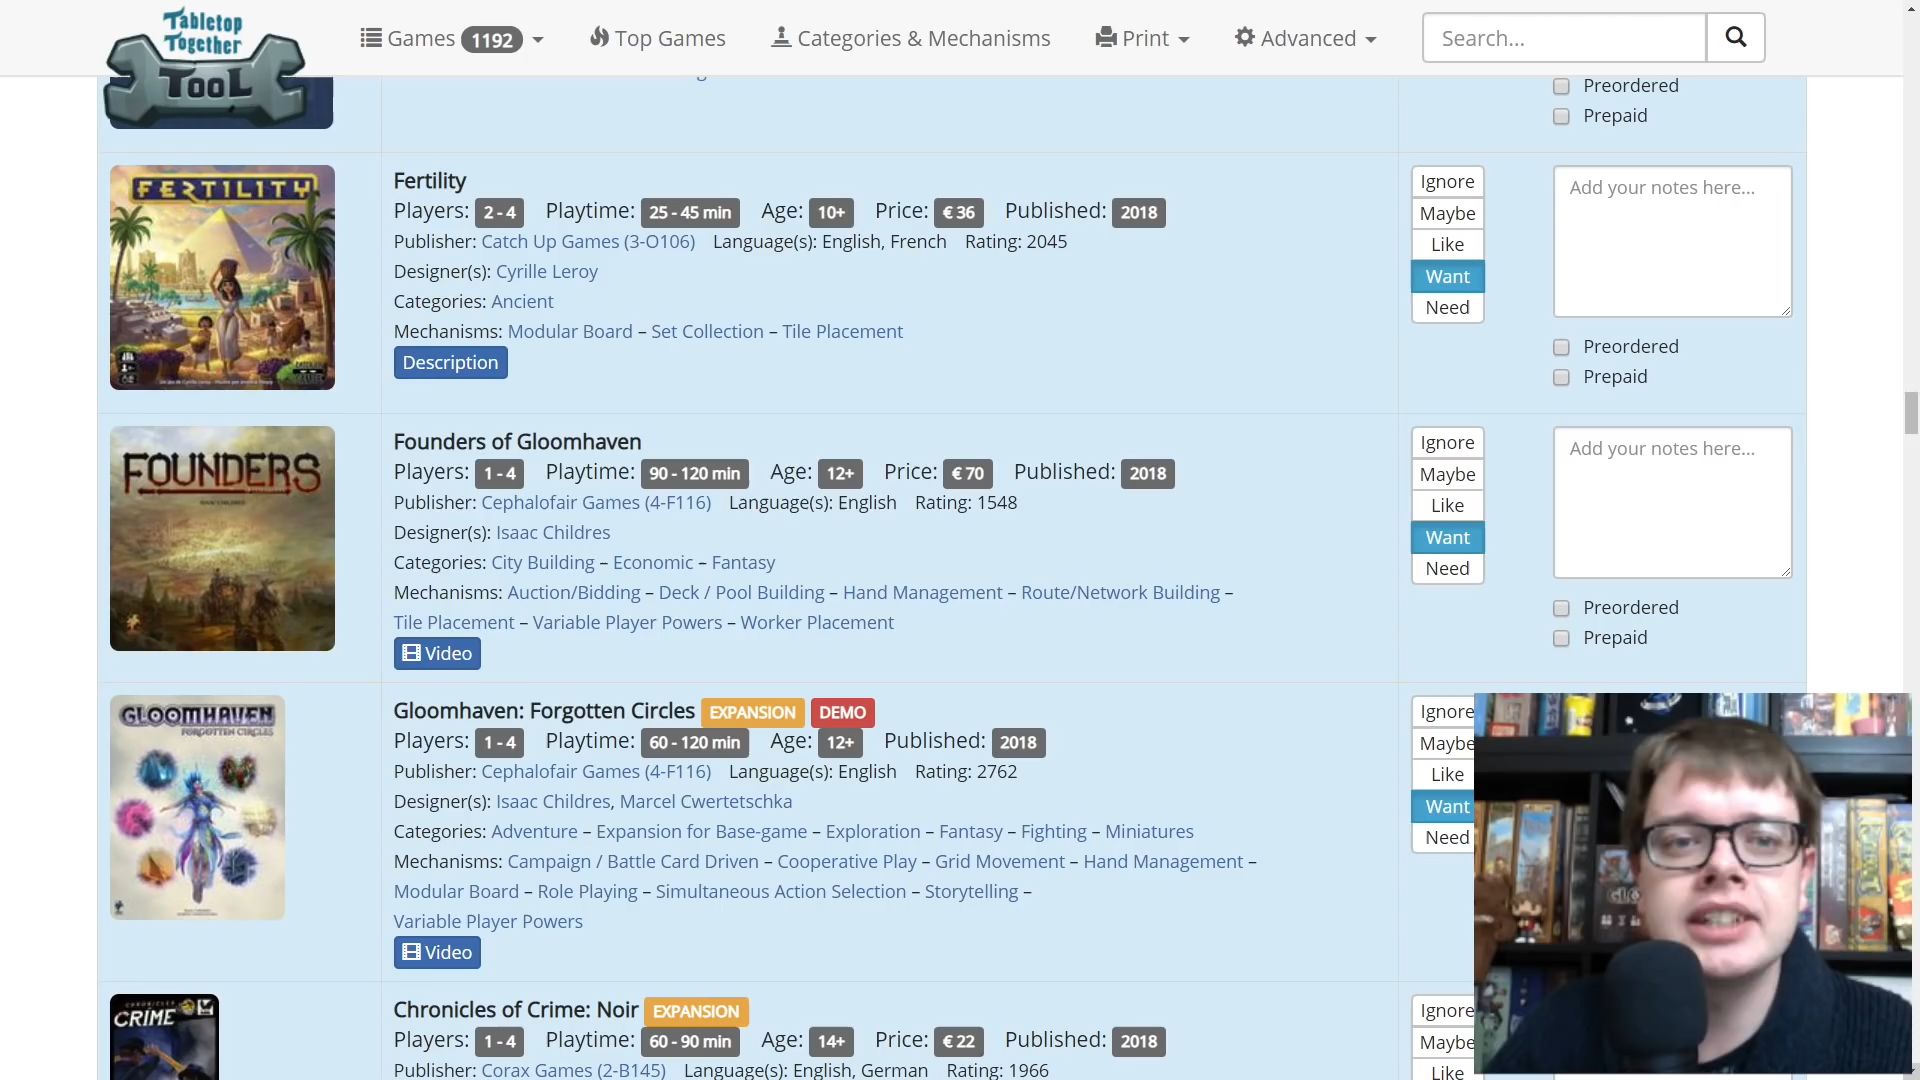 Tabletop
Together
TOOL
Games 1192
Top Games
Categories & Mechanisms
Print
Advanced
Search...
Preordered
Prepaid
FERTILITY
Fertility
Players: 2 - 4 Playtime: 25 - 45 min Age: 10+ Price: € 36 Published: 2018
Publisher: Catch Up Games (3-O106) Language(s): English, French Rating: 2045
Designer(s): Cyrille Leroy
Categories: Ancient
Mechanisms: Modular Board – Set Collection – Tile Placement
Description
Ignore
Maybe
Like
Want
Need
Add your notes here...
Preordered
Prepaid
FOUNDERS
Founders of Gloomhaven
Players: 1 - 4 Playtime: 90 - 120 min Age: 12+ Price: € 70 Published: 2018
Publisher: Cephalofair Games (4-F116) Language(s): English Rating: 1548
Designer(s): Isaac Childres
Categories: City Building – Economic – Fantasy
Mechanisms: Auction/Bidding – Deck / Pool Building – Hand Management – Route/Network Building –
Tile Placement – Variable Player Powers – Worker Placement
Video
Ignore
Maybe
Like
Want
Need
Add your notes here...
Preordered
Prepaid
GLOOMHAVEN
FORGOTTEN CIRCLES
Gloomhaven: Forgotten Circles EXPANSION DEMO
Players: 1 - 4 Playtime: 60 - 120 min Age: 12+ Published: 2018
Publisher: Cephalofair Games (4-F116) Language(s): English Rating: 2762
Designer(s): Isaac Childres, Marcel Cwertetschka
Categories: Adventure – Expansion for Base-game – Exploration – Fantasy – Fighting – Miniatures
Mechanisms: Campaign / Battle Card Driven – Cooperative Play – Grid Movement – Hand Management –
Modular Board – Role Playing – Simultaneous Action Selection – Storytelling –
Variable Player Powers
Video
Ignore
Maybe
Like
Want
Need
CHRONICLES OF
CRIME
Chronicles of Crime: Noir EXPANSION
Players: 1 - 4 Playtime: 60 - 90 min Age: 14+ Price: € 22 Published: 2018
Publisher: Corax Games (2-B145) Language(s): English, German Rating: 1966
Ignore
Maybe
Like